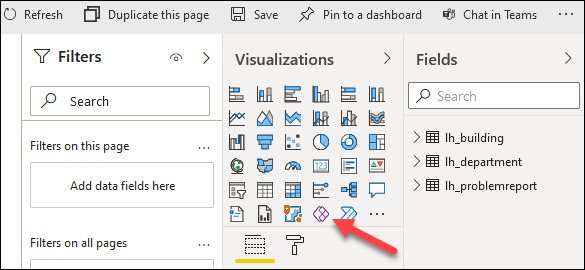 Refresh Duplicate this page Save Pin to a dashboard Chat in Teams
Filters
Search
Filters on this page ...
Add data fields here
Filters on all pages ...
Visualizations
123
...
Fields
Search
lh_building
lh_department
lh_problemreport